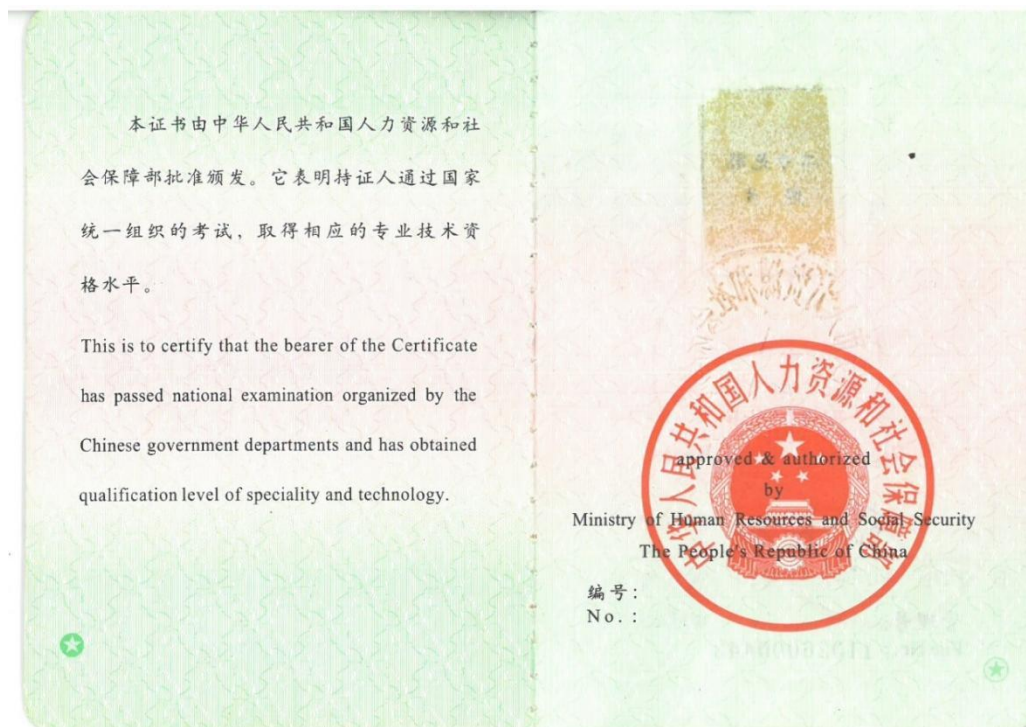 本证书由中华人民共和国人力资源和社
会保障部批准颁发。它表明持证人通过国家
统一组织的考试，取得相应的专业技术资
格水平。
This is to certify that the bearer of the Certificate
has passed national examination organized by the
Chinese government departments and has obtained
qualification level of speciality and technology.
中华人民共和国人力资源和社会保障部
approved & authorized
by
Ministry of Human Resources and Social Security
The People's Republic of China
编号：
No.：